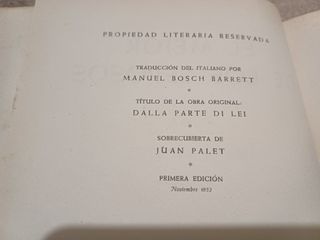 PROPIEDAD LITERARIA RESERVADA
TRADUCCIÓN DEL ITALIANO POR
MANUEL BOSCH BARRETT
*
TÍTULO DE LA OBRA ORIGINAL:
DALLA PARTE DI LEI
*
SOBRECUBIERTA DE
JUAN PALET
*
PRIMERA EDICIÓN
Noviembre 1952